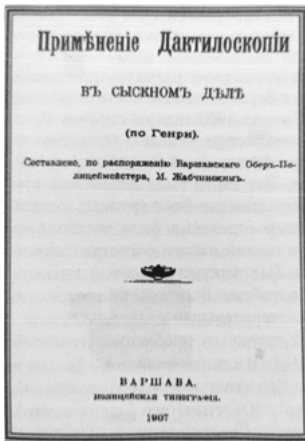 Примѣненіе Дактилоскопіи
ВЪ СЫСКНОМЪ ДѢЛѢ
(по Генри).
Составлено, по распоряженію Варшавскаго Оберъ-По-
лицеймейстера, М. Жабчинскимъ.
ВАРШАВА.
ПОЛИЦЕЙСКАЯ ТИПОГРАФІЯ.
1907